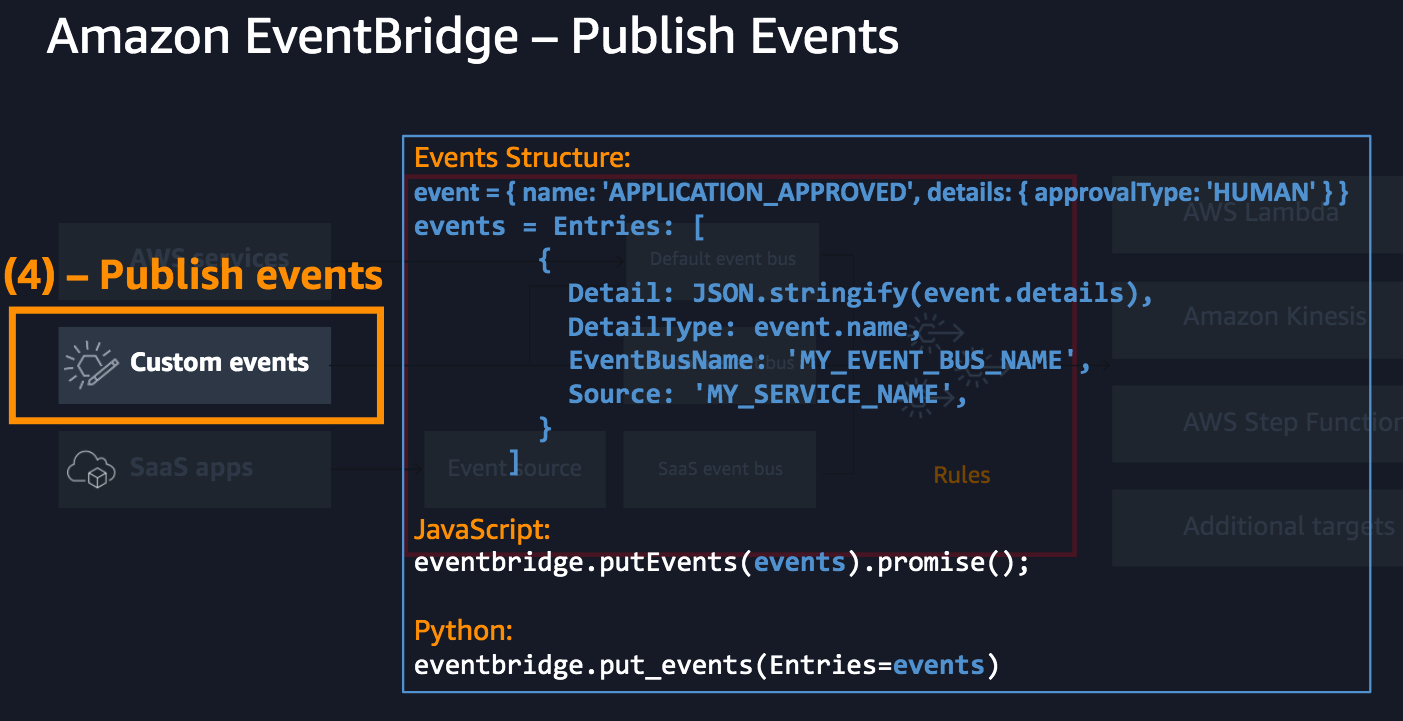 Amazon EventBridge – Publish Events
Events Structure:
event = { name: 'APPLICATION_APPROVED', details: { approvalType: 'HUMAN' } }
events = Entries: [
{
Detail: JSON.stringify(event.details),
DetailType: event.name,
EventBusName: 'MY_EVENT_BUS_NAME',
Source: 'MY_SERVICE_NAME',
}
]
JavaScript:
eventbridge.putEvents(events).promise();
Python:
eventbridge.put_events(Entries=events)
AWS services
(4) – Publish events
Custom events
SaaS apps
Event source
Default event bus
bus
SaaS event bus
Rules
AWS Lambda
Amazon Kinesis
AWS Step Function
Additional targets